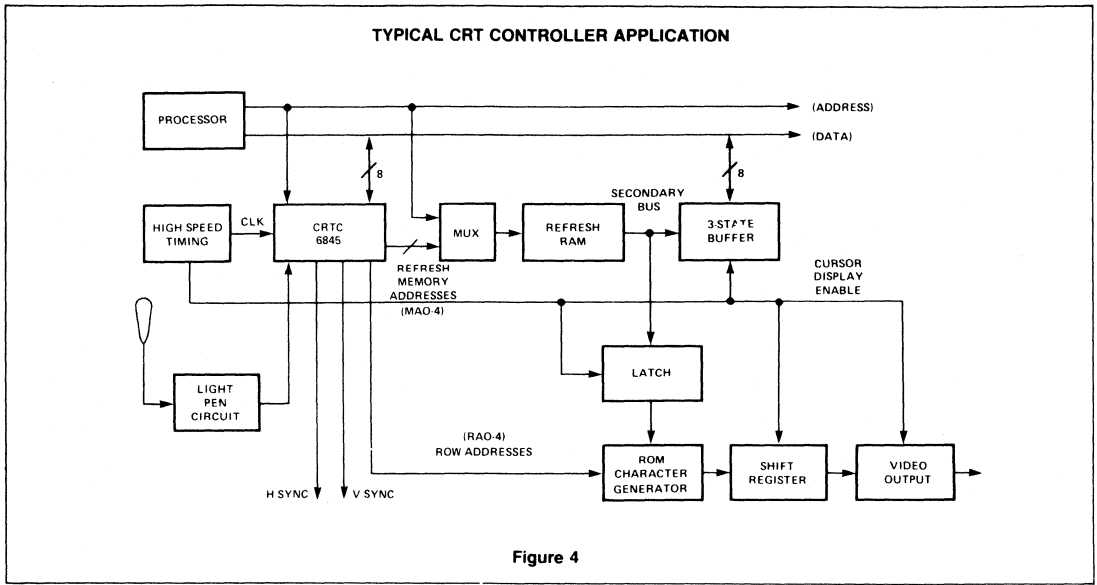 TYPICAL CRT CONTROLLER APPLICATION
PROCESSOR
(ADDRESS)
(DATA)
8
8
SECONDARY
BUS
HIGH SPEED
TIMING
CLK
CRTC
6845
MUX
REFRESH
RAM
3-STATE
BUFFER
REFRESH
MEMORY
ADDRESSES
(MAO-4)
CURSOR
DISPLAY
ENABLE
LIGHT
PEN
CIRCUIT
LATCH
(RAO-4)
ROW ADDRESSES
ROM
CHARACTER
GENERATOR
SHIFT
REGISTER
VIDEO
OUTPUT
H SYNC
V SYNC
Figure 4